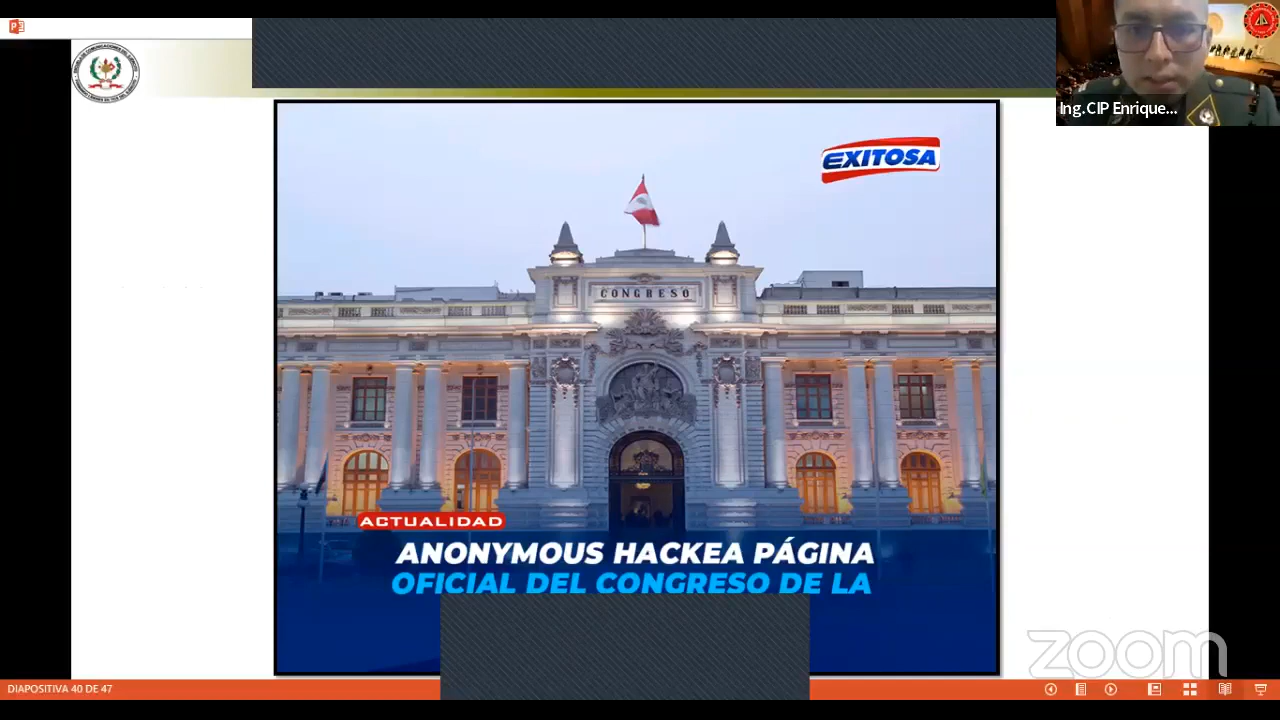 Ing.CIP Enrique...
EXITOSA
CONGRESO
ACTUALIDAD
ANONYMOUS HACKEA PÁGINA
OFICIAL DEL CONGRESO DE LA
zoom
DIAPOSITIVA 40 DE 47